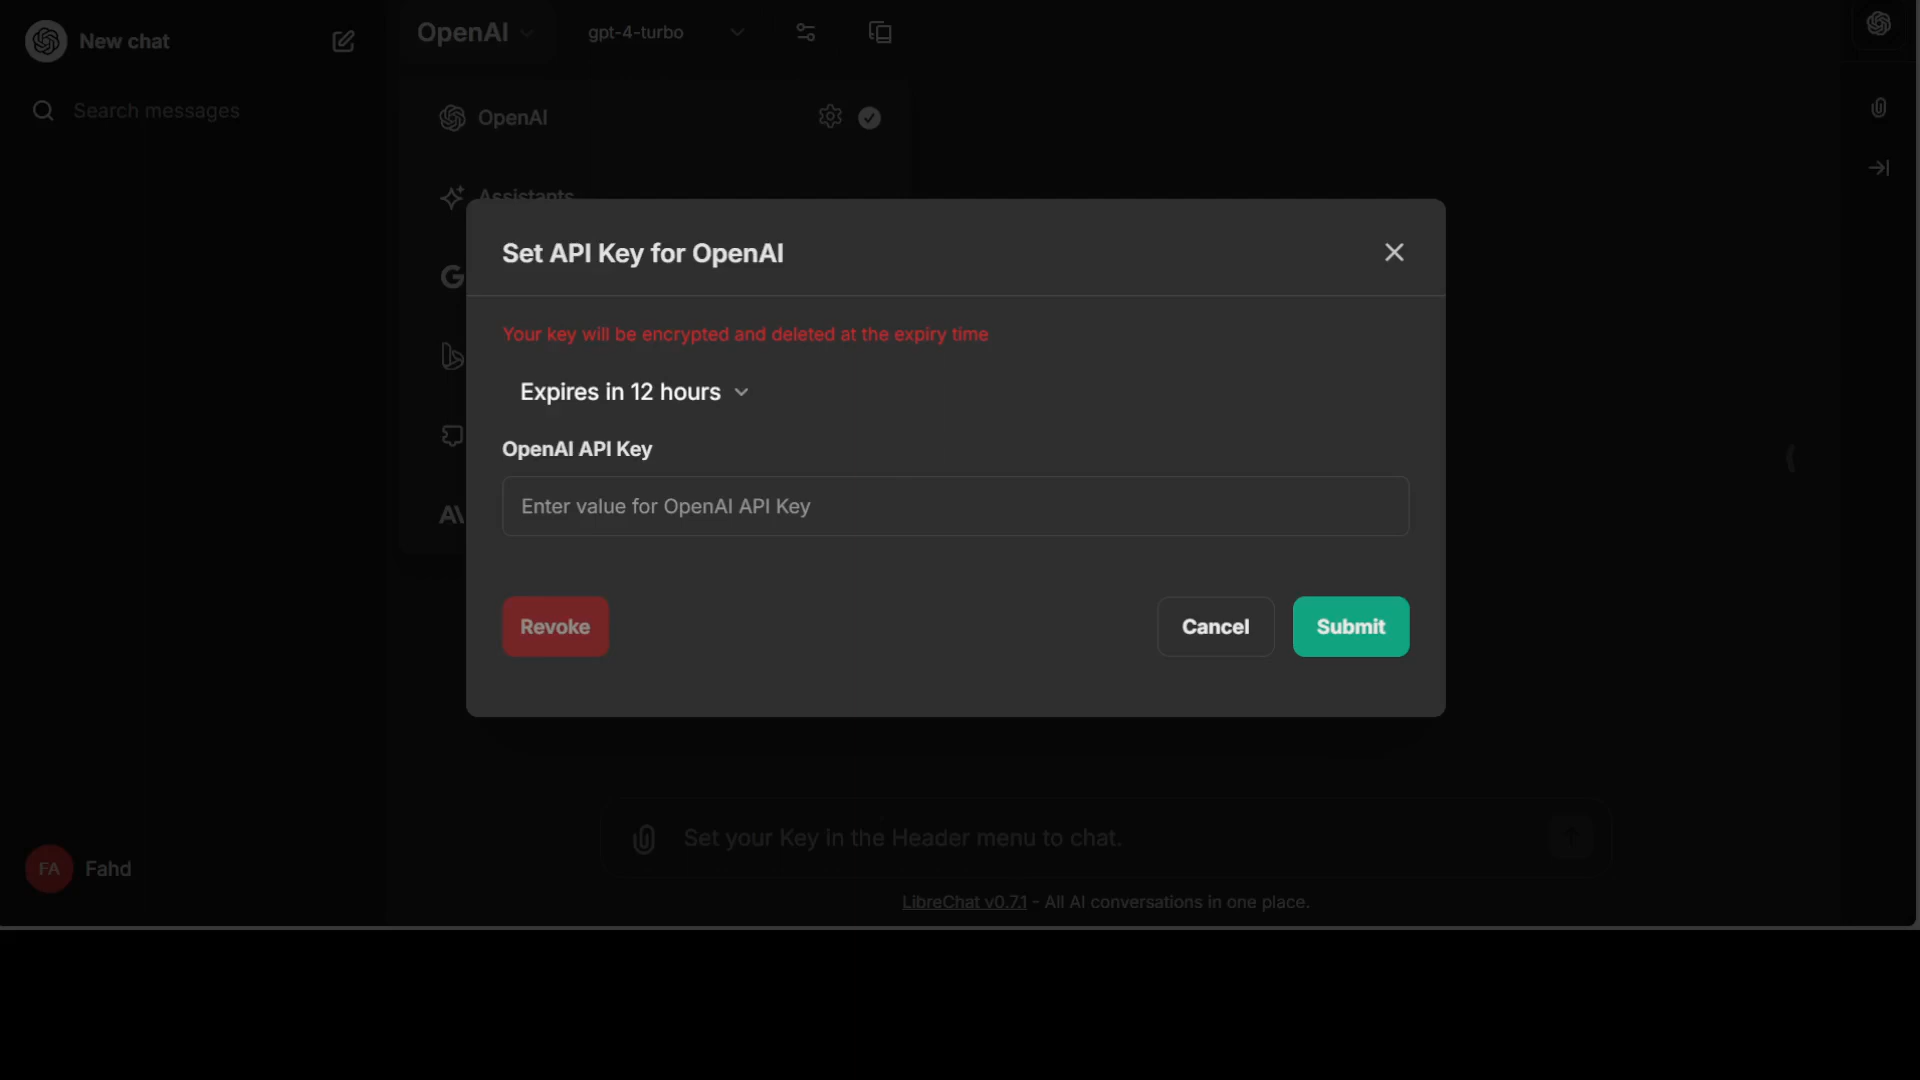 New chat
OpenAI
gpt-4-turbo
Search messages
OpenAI
Assistants
Set API Key for OpenAI
Your key will be encrypted and deleted at the expiry time
Expires in 12 hours
OpenAI API Key
Enter value for OpenAI API Key
Revoke
Cancel
Submit
Set your Key in the Header menu to chat.
FA
Fahd
LibreChat v0.7.1 - All AI conversations in one place.